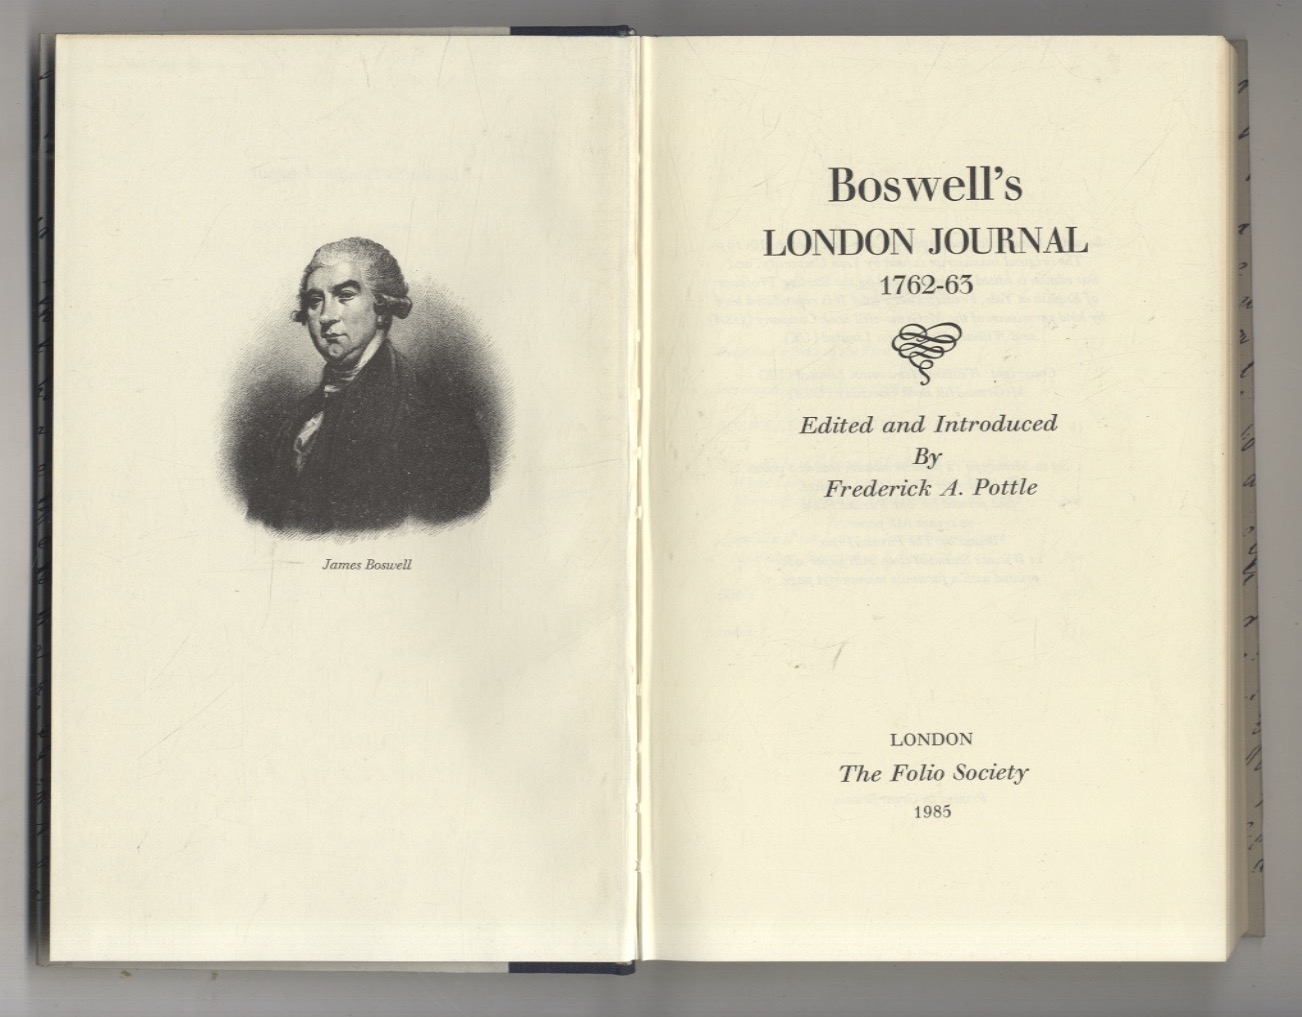 James Boswell
Boswell's
LONDON JOURNAL
1762-63
Edited and Introduced
By
Frederick A. Pottle
LONDON
The Folio Society
1985